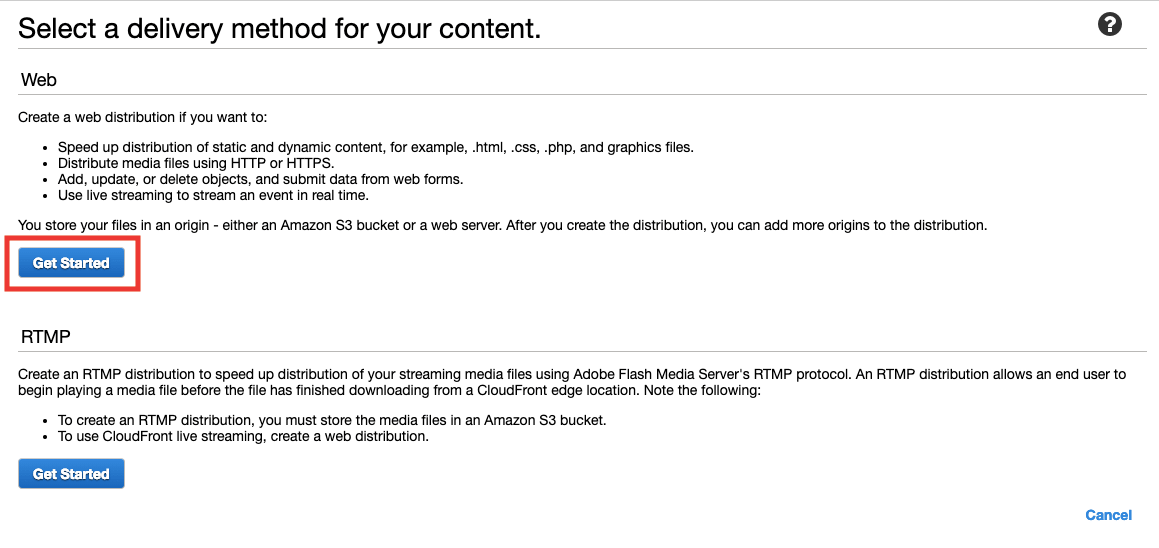 Select a delivery method for your content.
?
Web
Create a web distribution if you want to:
• Speed up distribution of static and dynamic content, for example, .html, .css, .php, and graphics files.
• Distribute media files using HTTP or HTTPS.
• Add, update, or delete objects, and submit data from web forms.
• Use live streaming to stream an event in real time.
You store your files in an origin - either an Amazon S3 bucket or a web server. After you create the distribution, you can add more origins to the distribution.
Get Started
RTMP
Create an RTMP distribution to speed up distribution of your streaming media files using Adobe Flash Media Server's RTMP protocol. An RTMP distribution allows an end user to
begin playing a media file before the file has finished downloading from a CloudFront edge location. Note the following:
• To create an RTMP distribution, you must store the media files in an Amazon S3 bucket.
• To use CloudFront live streaming, create a web distribution.
Get Started
Cancel